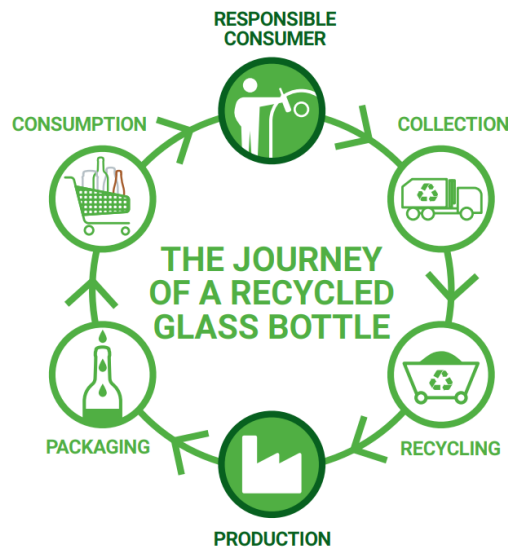 RESPONSIBLE
CONSUMER
CONSUMPTION
COLLECTION
THE JOURNEY
OF A RECYCLED
GLASS BOTTLE
PACKAGING
RECYCLING
PRODUCTION